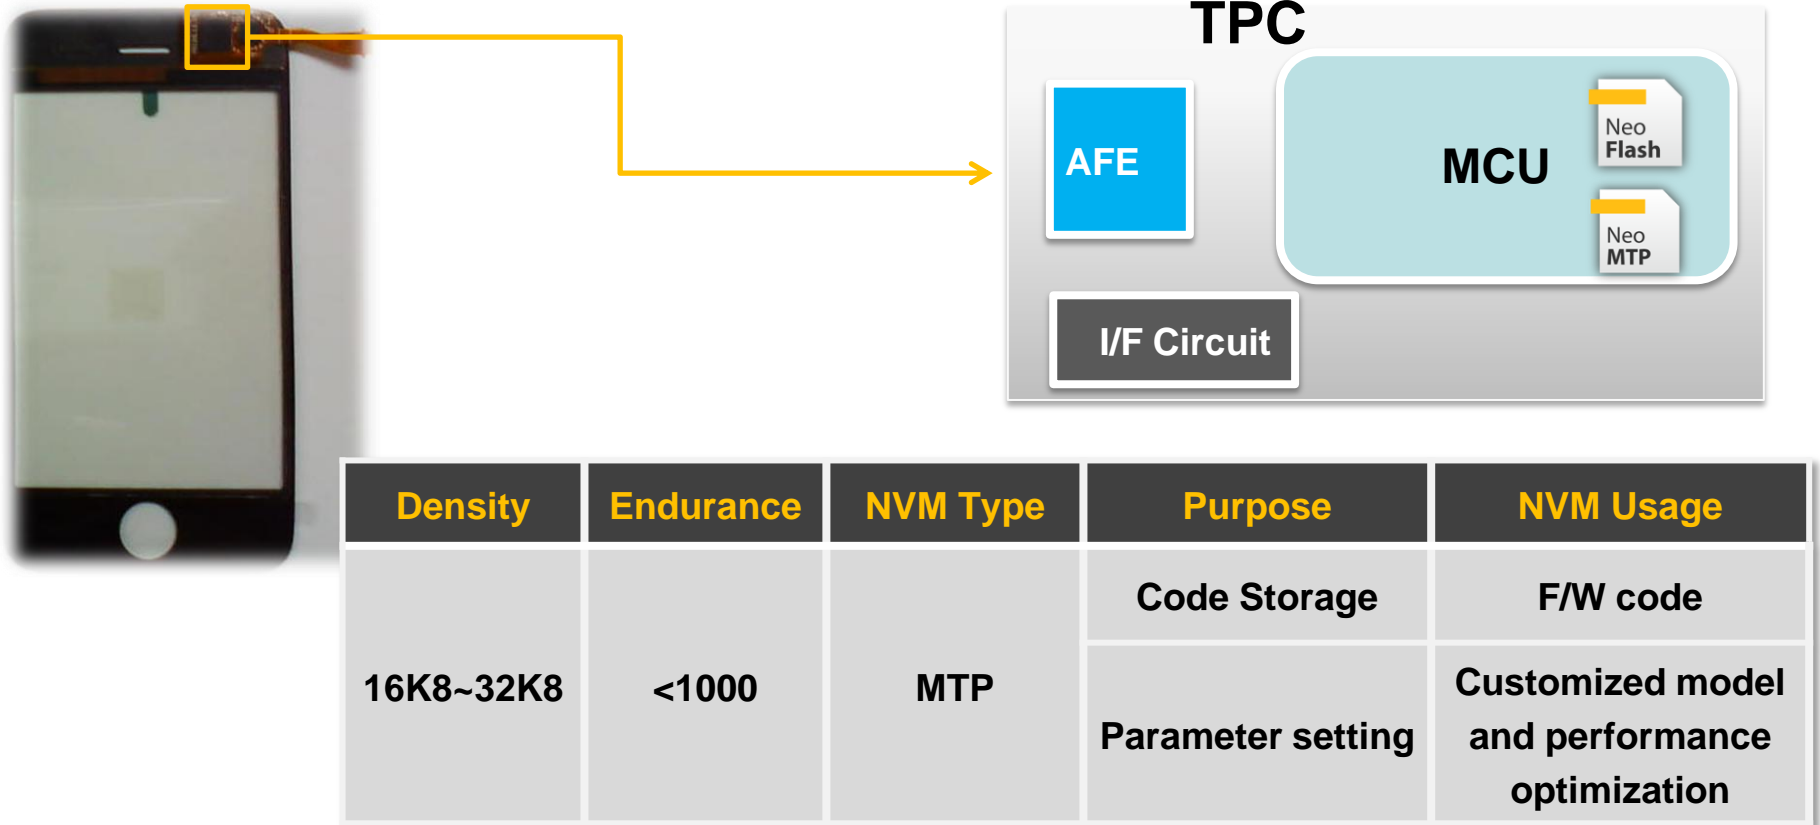 TPC
AFE
MCU
Neo
Flash
Neo
MTP
I/F Circuit
Density
Endurance
NVM Type
Purpose
NVM Usage
16K8~32K8
<1000
MTP
Code Storage
F/W code
Parameter setting
Customized model
and performance
optimization